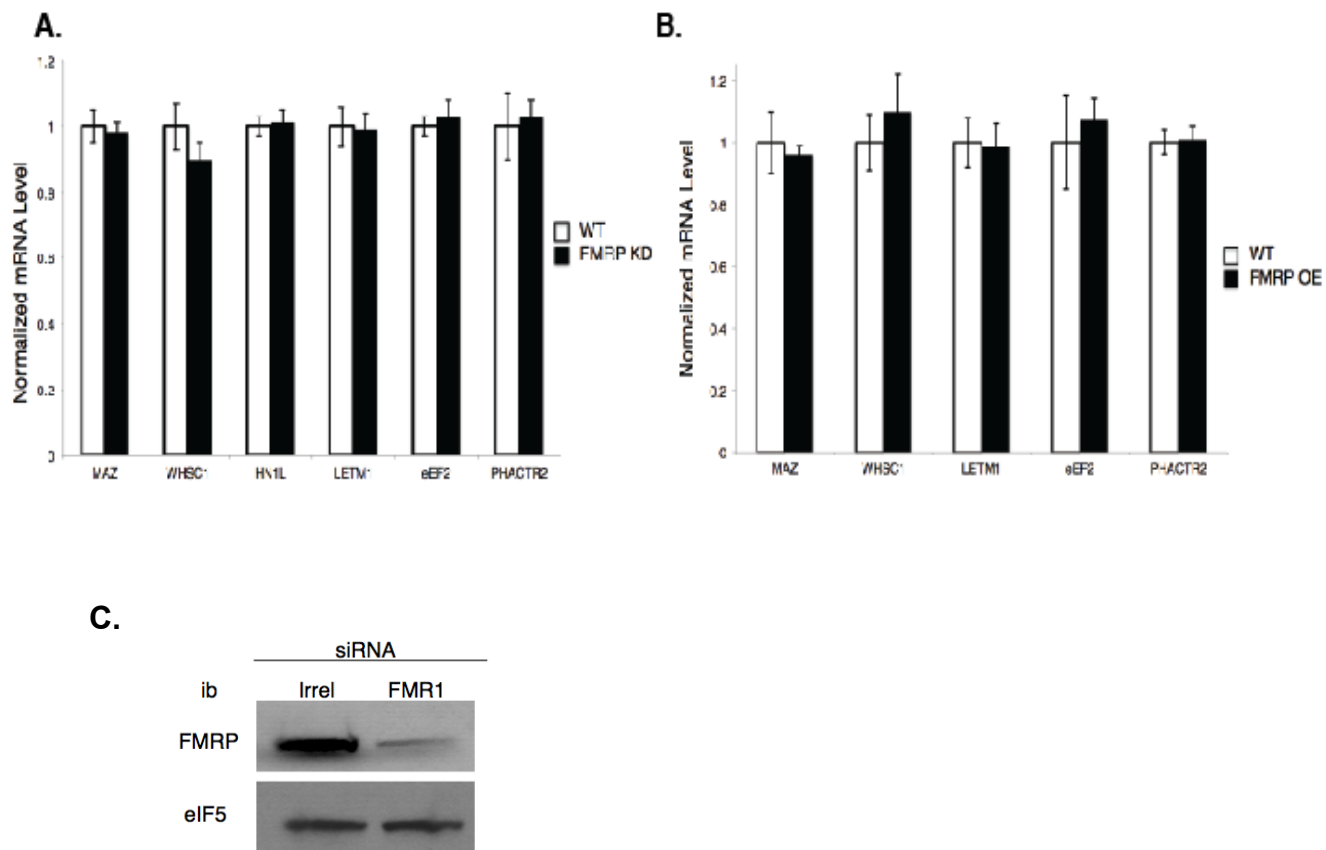 A.
Normalized mRNA Level
1.2
1
0.8
0.6
0.4
0.2
0
MAZ WHSC1 HN1L LETM1 eEF2 PHACTR2
WT
FMRP KD
B.
Normalized mRNA Level
1.2
1
0.8
0.6
0.4
0.2
0
MAZ WHSC1 LETM1 eEF2 PHACTR2
WT
FMRP OE
C.
siRNA
ib Irrel FMR1
FMRP
eIF5